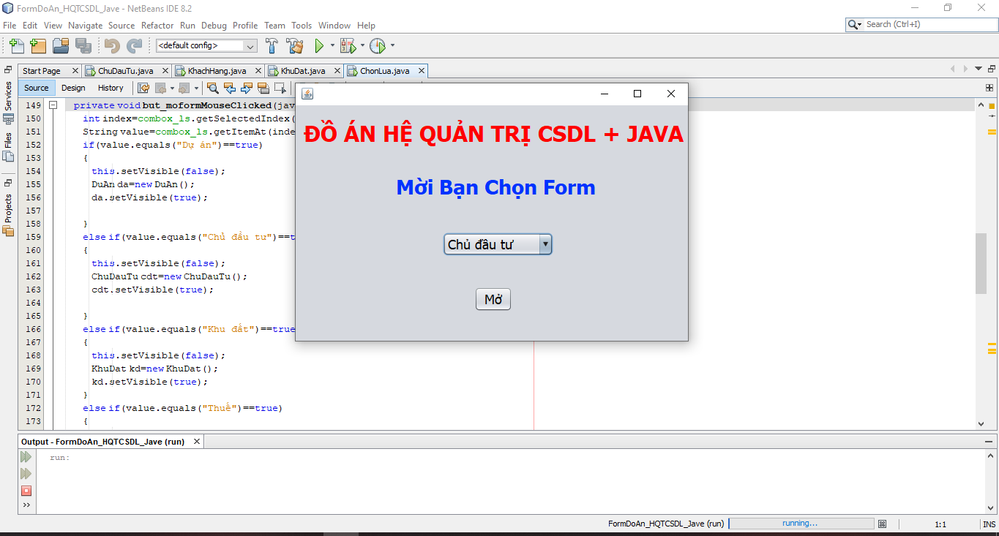 FormDoAn_HQTCSDL_Jave - NetBeans IDE 8.2
File Edit View Navigate Source Refactor Run Debug Profile Team Tools Window Help
Search (Ctrl+I)
<default config>
Start Page ChuDauTu.java KhachHang.java KhuDat.java ChonLua.java
Source Design History
Services
Files
Projects
149 private void but_moformMouseClicked(jav
150 int index=combox_ls.getSelectedIndex(
151 String value=combox_ls.getItemAt(inde
152 if(value.equals("Dự án")==true)
153 {
154 this.setVisible(false);
155 DuAn da=new DuAn();
156 da.setVisible(true);
157
158 }
159 else if(value.equals("Chủ đầu tư")==t
160 {
161 this.setVisible(false);
162 ChuDauTu cdt=new ChuDauTu();
163 cdt.setVisible(true);
164
165 }
166 else if(value.equals("Khu đất")==true
167 {
168 this.setVisible(false);
169 KhuDat kd=new KhuDat();
170 kd.setVisible(true);
171 }
172 else if(value.equals("Thuế")==true)
173 {
ĐỒ ÁN HỆ QUẢN TRỊ CSDL + JAVA
Mời Bạn Chọn Form
Chủ đầu tư
Mở
Output - FormDoAn_HQTCSDL_Jave (run)
run:
FormDoAn_HQTCSDL_Jave (run) running... 1:1 INS